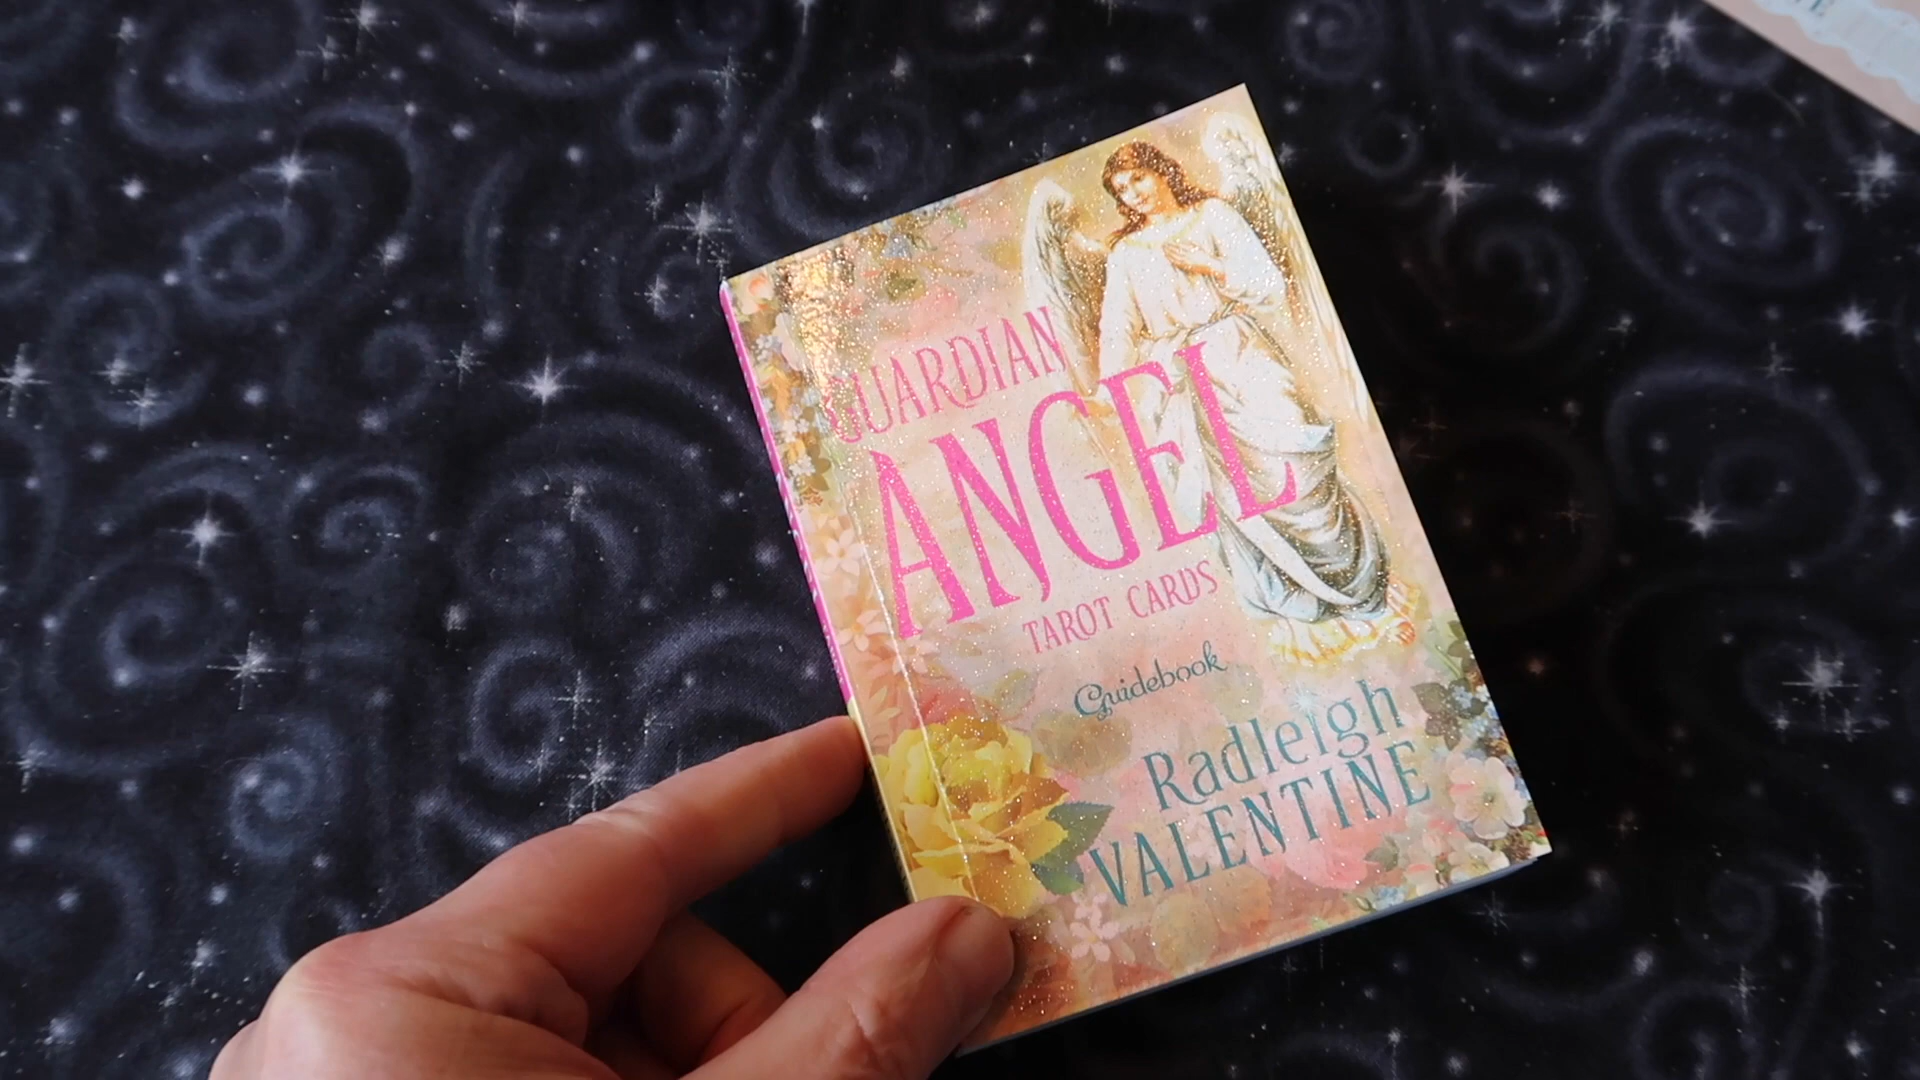 GUARDIAN
ANGEL
TAROT CARDS
Guidebook
Radleigh
VALENTINE